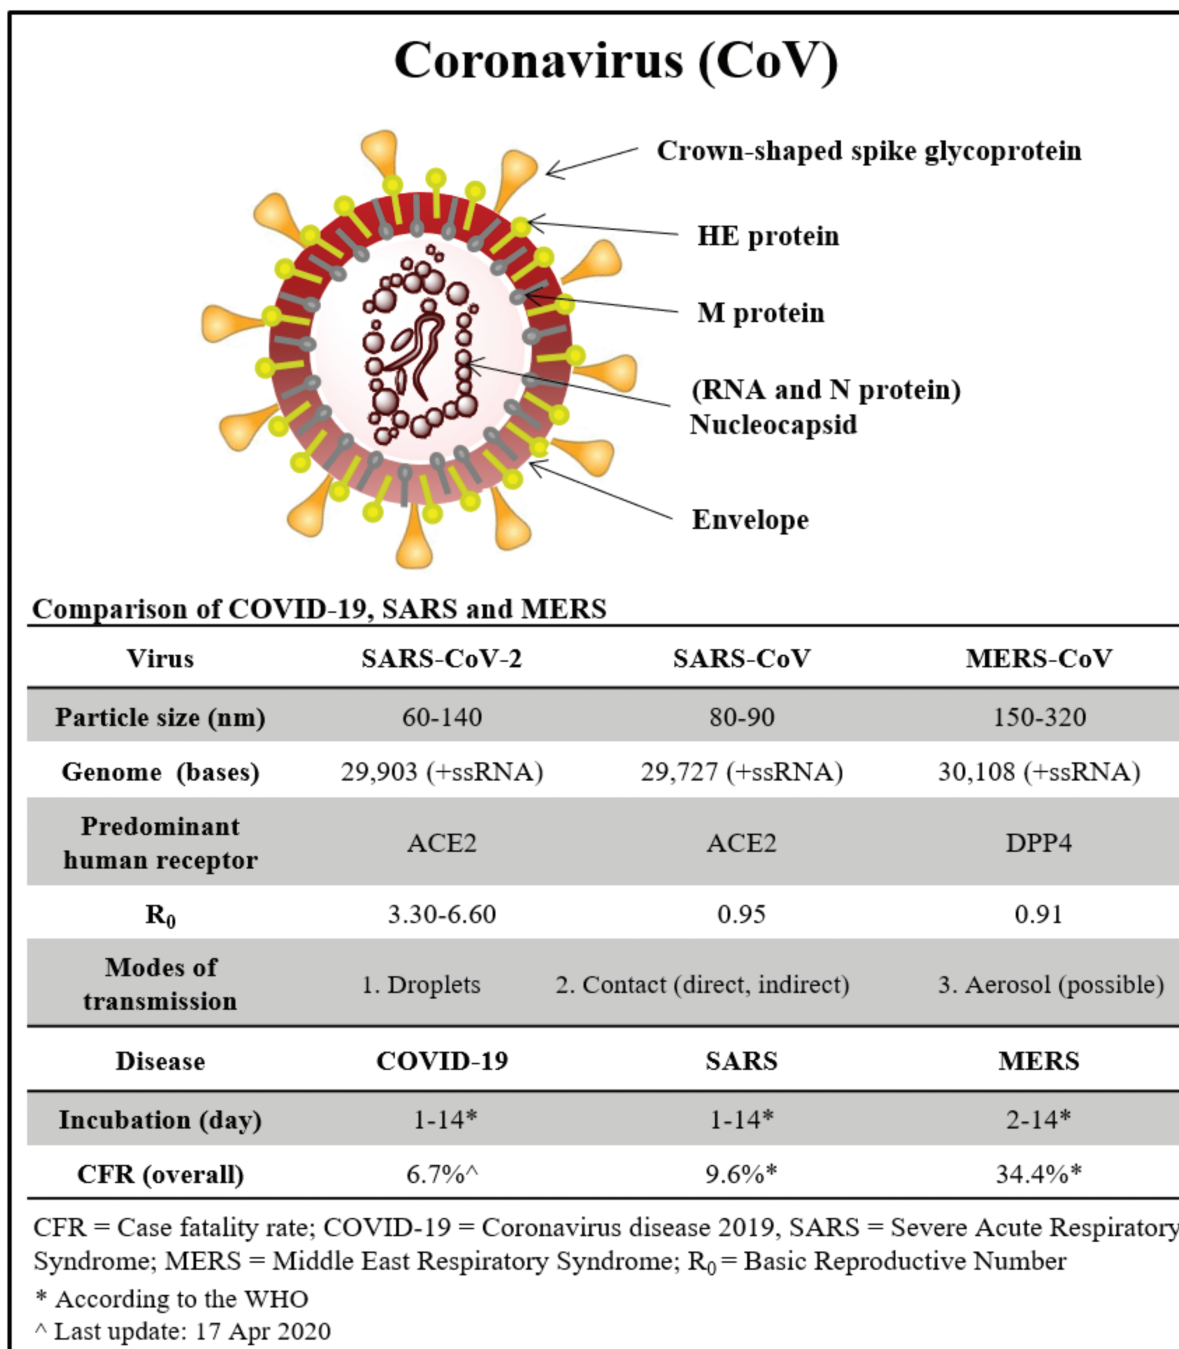 Coronavirus (CoV)
Crown-shaped spike glycoprotein
HE protein
M protein
(RNA and N protein)
Nucleocapsid
Envelope
Comparison of COVID-19, SARS and MERS
Virus SARS-CoV-2 SARS-CoV MERS-CoV
Particle size (nm) 60-140 80-90 150-320
Genome (bases) 29,903 (+ssRNA) 29,727 (+ssRNA) 30,108 (+ssRNA)
Predominant
human receptor ACE2 ACE2 DPP4
R₀ 3.30-6.60 0.95 0.91
Modes of
transmission 1. Droplets 2. Contact (direct, indirect) 3. Aerosol (possible)
Disease COVID-19 SARS MERS
Incubation (day) 1-14* 1-14* 2-14*
CFR (overall) 6.7%^ 9.6%* 34.4%*
CFR = Case fatality rate; COVID-19 = Coronavirus disease 2019, SARS = Severe Acute Respiratory
Syndrome; MERS = Middle East Respiratory Syndrome; R₀ = Basic Reproductive Number
* According to the WHO
^ Last update: 17 Apr 2020